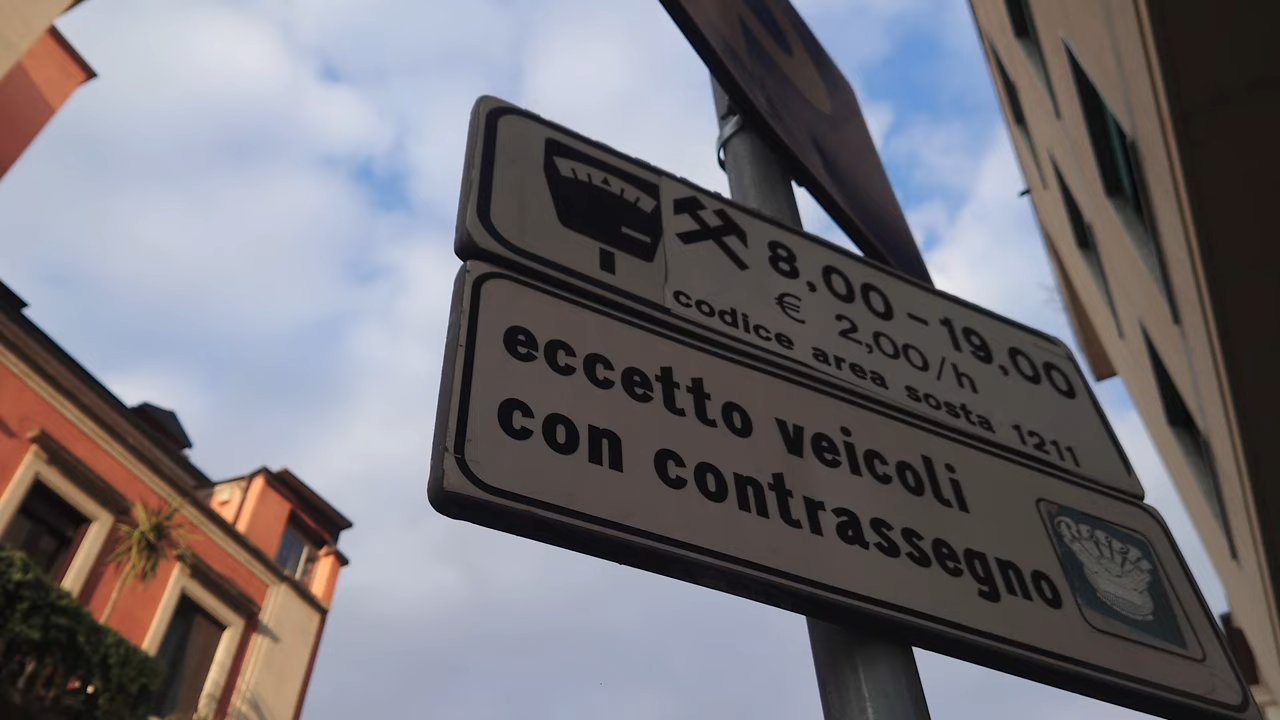 8,00-19,00
€ 2,00/h
codice area sosta 1211
eccetto veicoli
con contrassegno